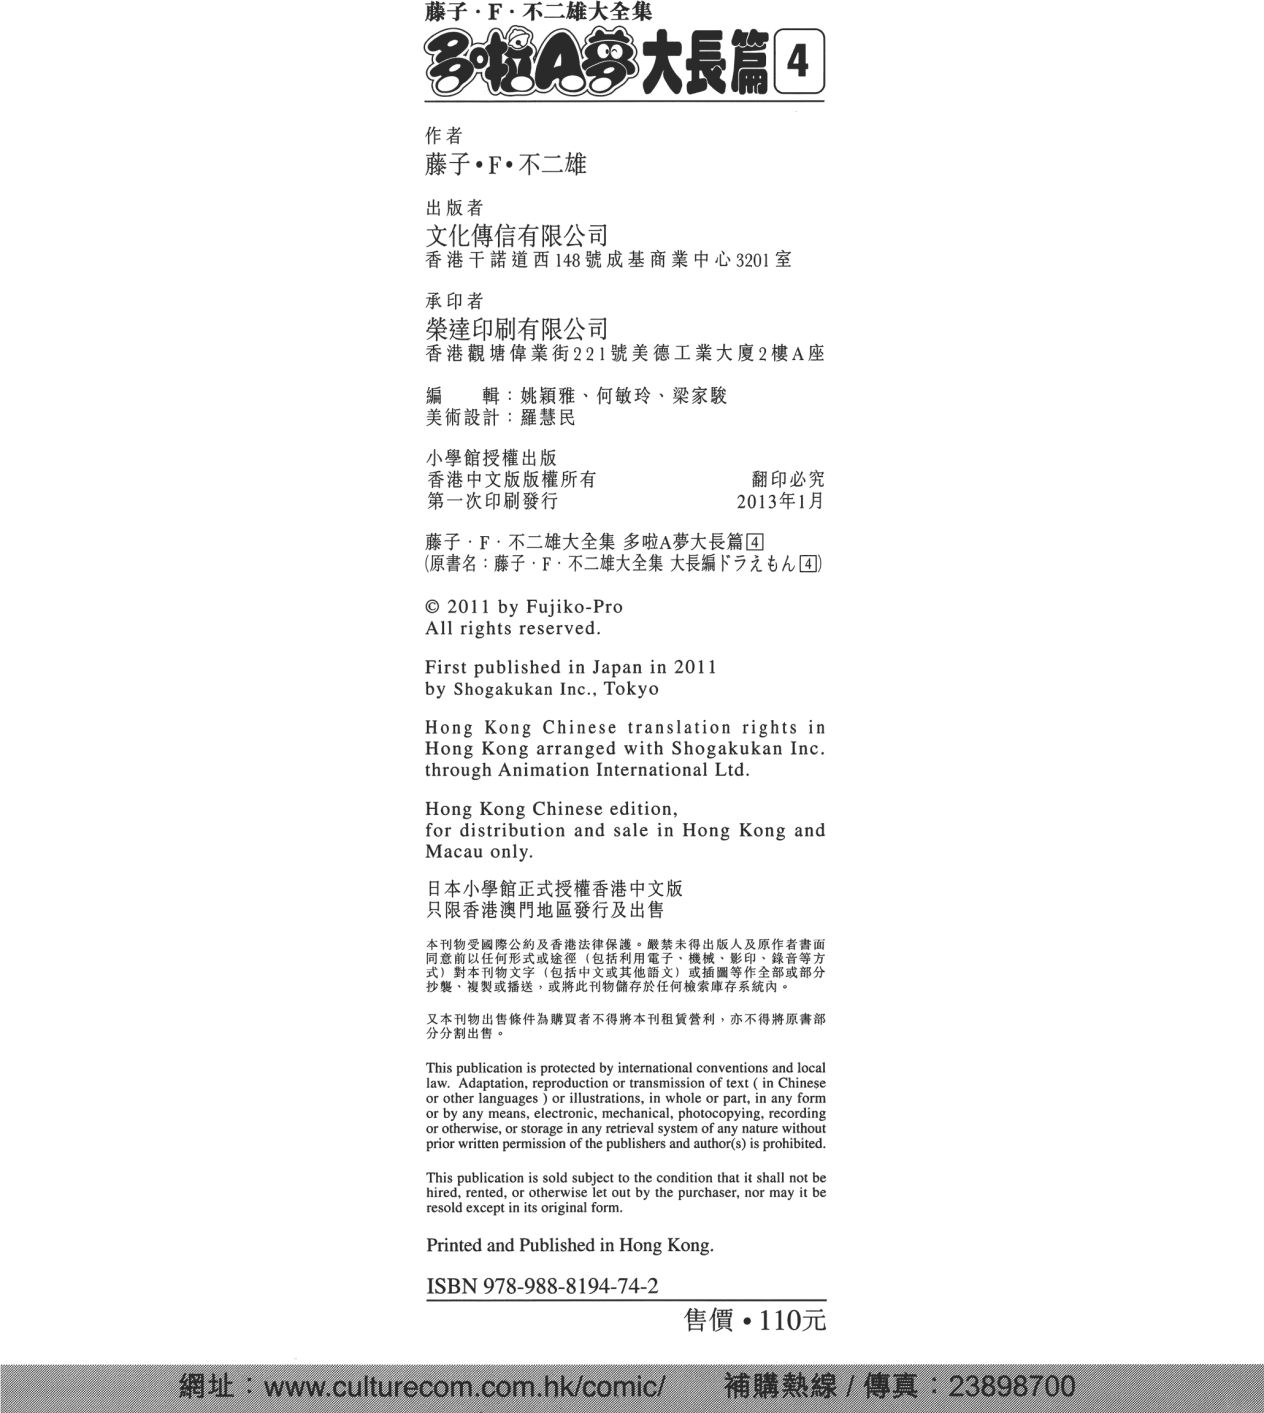 藤子・F・不二雄大全集
多啦A夢大長篇 4
作者
藤子・F・不二雄
出版者
文化傳信有限公司
香港干諾道西148號成基商業中心3201室
承印者
榮達印刷有限公司
香港觀塘偉業街221號美德工業大廈2樓A座
編　　輯：姚穎雅、何敏玲、梁家駿
美術設計：羅慧民
小學館授權出版
香港中文版版權所有　翻印必究
第一次印刷發行　2013年1月
藤子・F・不二雄大全集 多啦A夢大長篇4
(原書名：藤子・F・不二雄大全集 大長編ドラえもん4)
© 2011 by Fujiko-Pro
All rights reserved.
First published in Japan in 2011
by Shogakukan Inc., Tokyo
Hong Kong Chinese translation rights in
Hong Kong arranged with Shogakukan Inc.
through Animation International Ltd.
Hong Kong Chinese edition,
for distribution and sale in Hong Kong and
Macau only.
日本小學館正式授權香港中文版
只限香港澳門地區發行及出售
本刊物受國際公約及香港法律保護。嚴禁未得出版人及原作者書面
同意前以任何形式或途徑（包括利用電子、機械、影印、錄音等方
式）對本刊物文字（包括中文或其他語文）或插圖等作全部或部分
抄襲、複製或播送，或將此刊物儲存於任何檢索庫存系統內。
又本刊物出售條件為購買者不得將本刊租賃營利，亦不得將原書部
分分割出售。
This publication is protected by international conventions and local
law. Adaptation, reproduction or transmission of text ( in Chinese
or other languages ) or illustrations, in whole or part, in any form
or by any means, electronic, mechanical, photocopying, recording
or otherwise, or storage in any retrieval system of any nature without
prior written permission of the publishers and author(s) is prohibited.
This publication is sold subject to the condition that it shall not be
hired, rented, or otherwise let out by the purchaser, nor may it be
resold except in its original form.
Printed and Published in Hong Kong.
ISBN 978-988-8194-74-2
售價・110元
網址：www.culturecom.com.hk/comic/　補購熱線 / 傳真：23898700